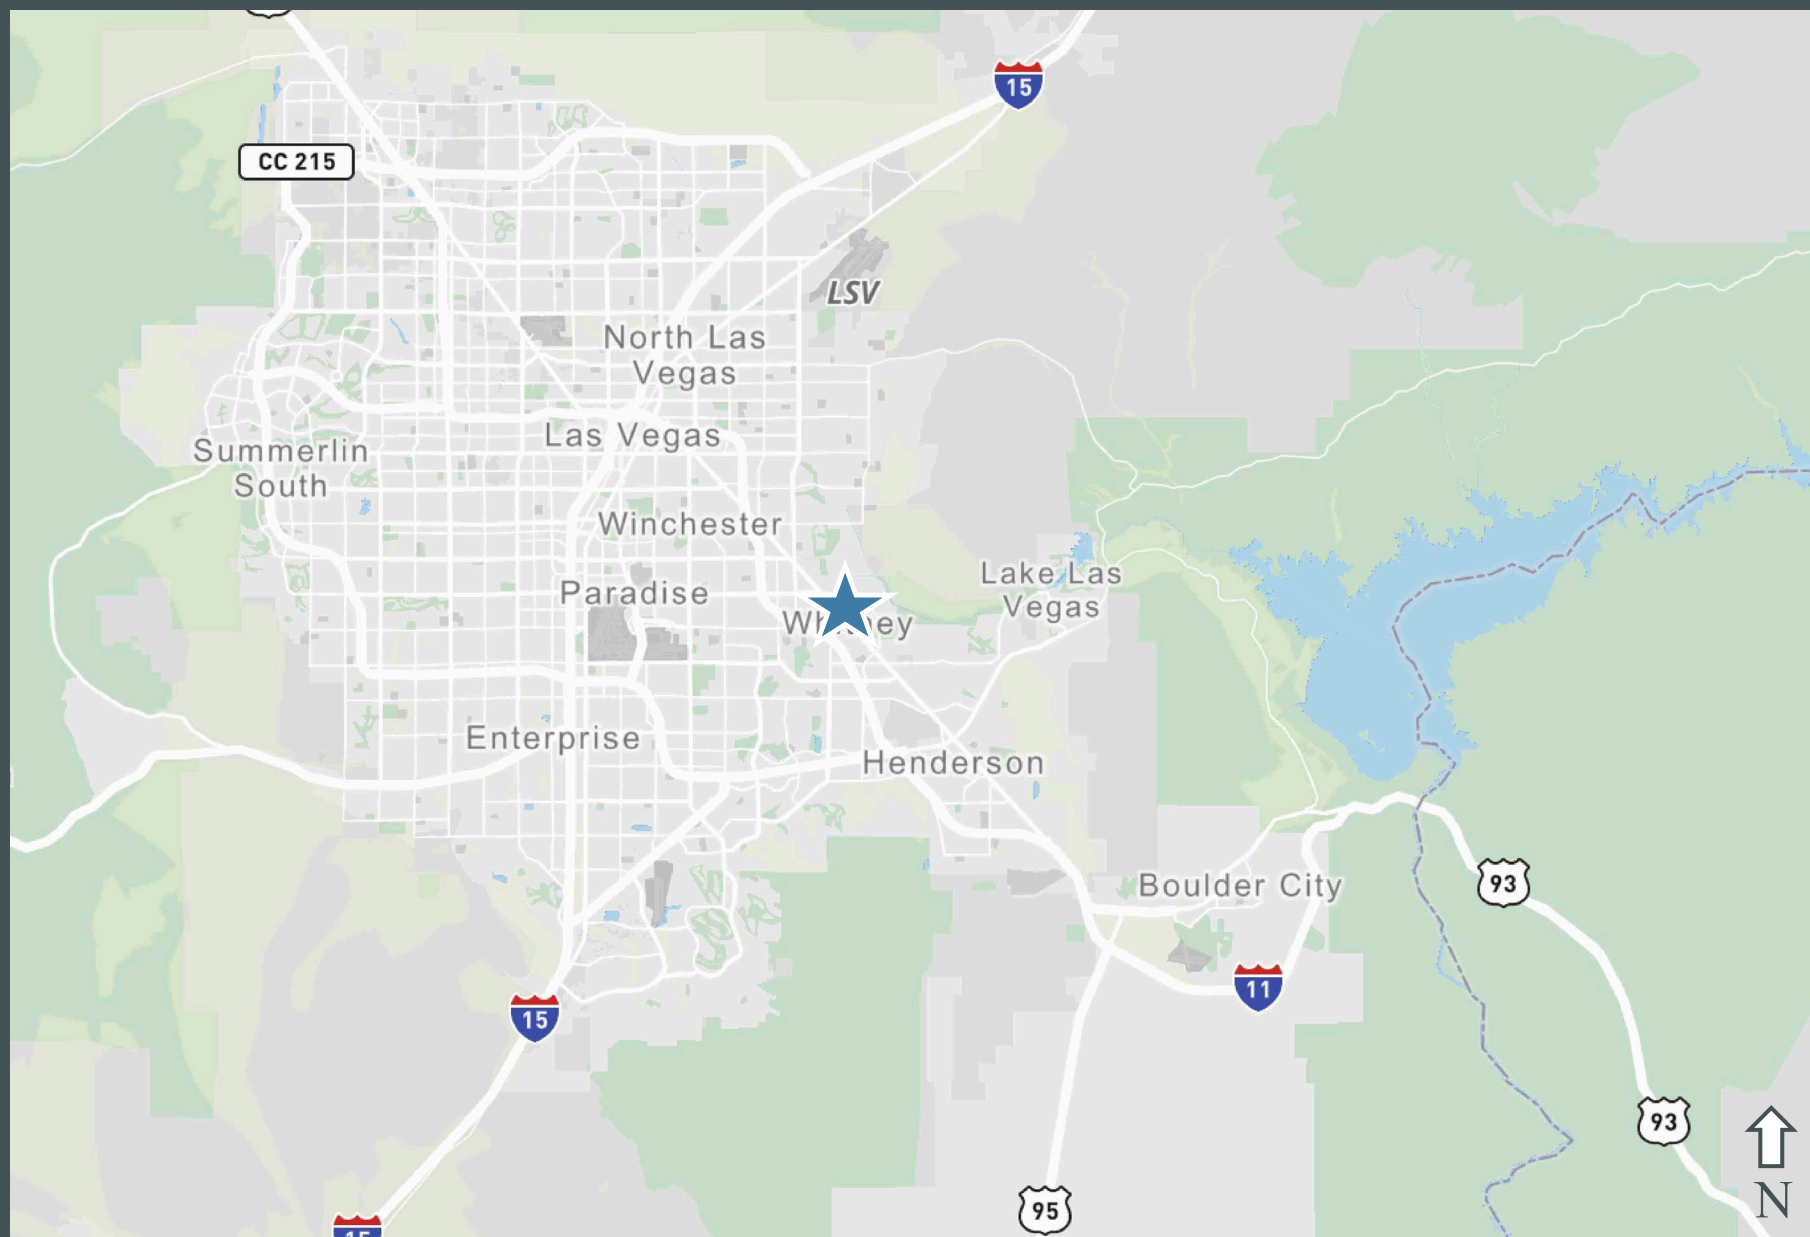 15
CC 215
LSV
North Las
Vegas
Las Vegas
Summerlin
South
Winchester
Lake Las
Vegas
Paradise
Enterprise
Henderson
Boulder City
93
11
15
93
95
N